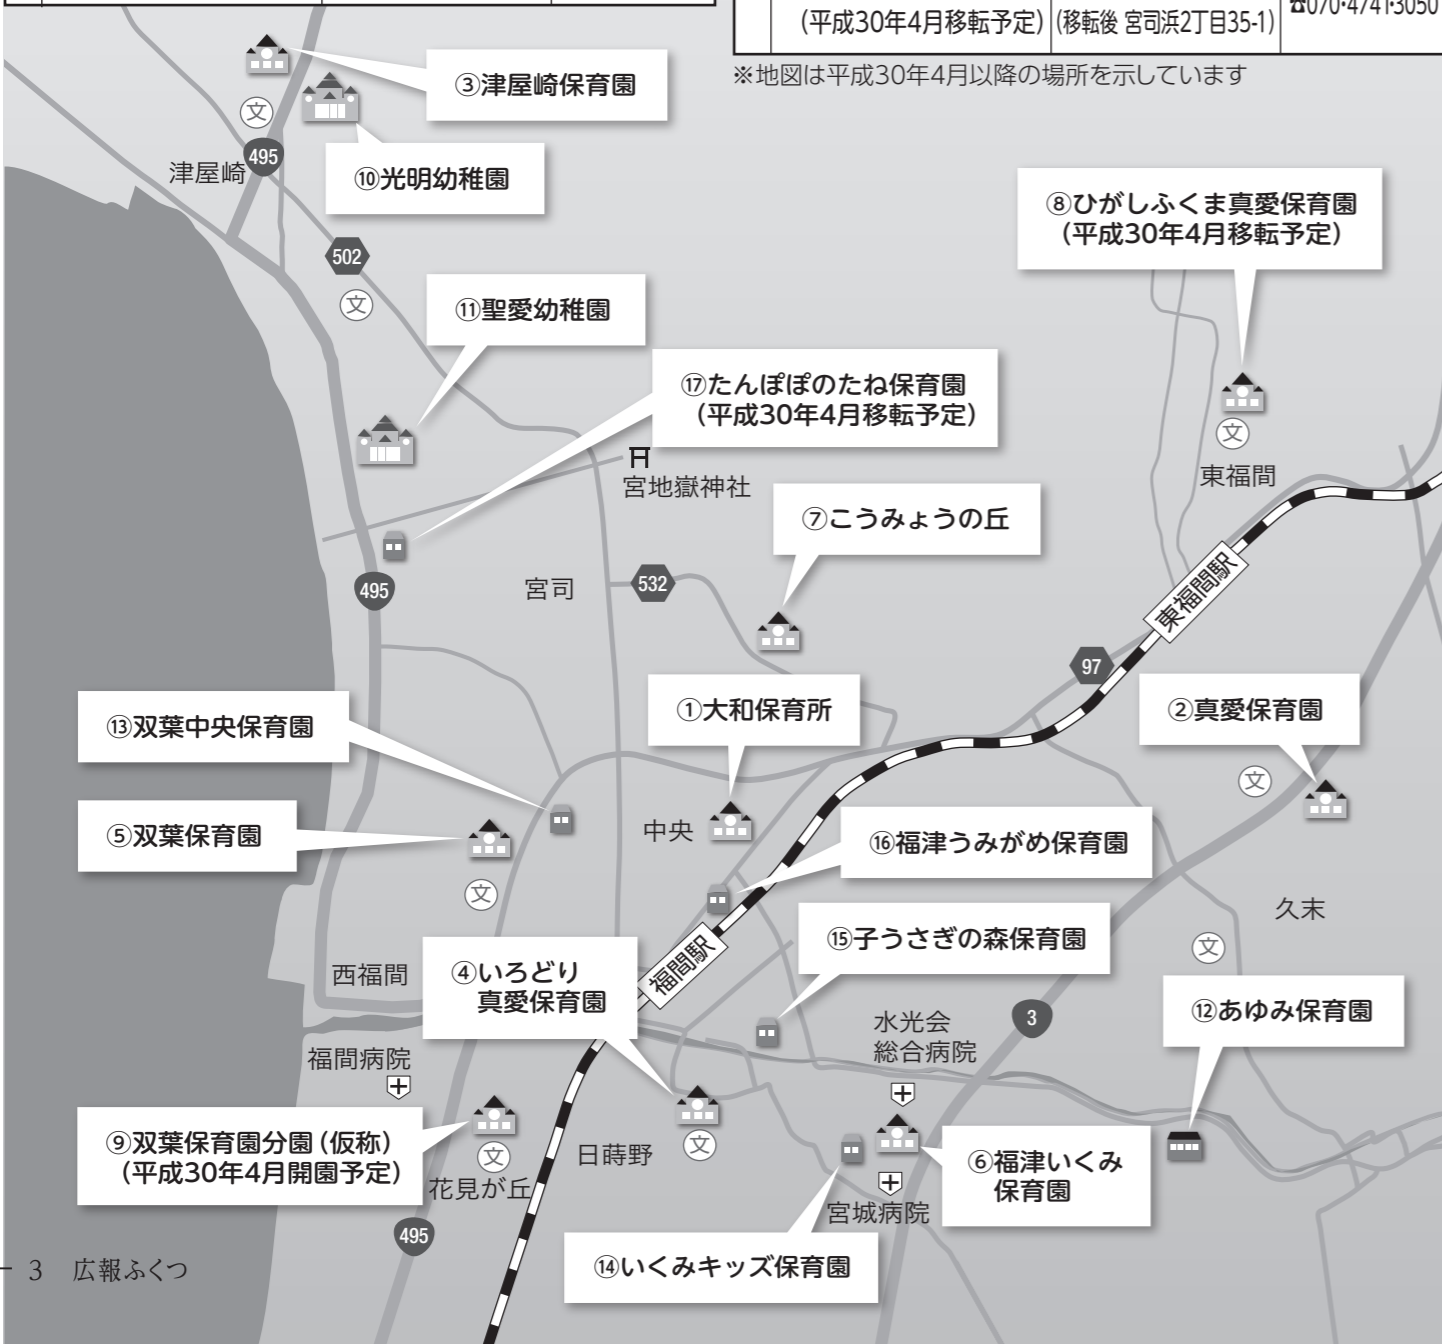 (平成30年4月移転予定)
(移転後 宮司浜2丁目35-1)
☎070・4741・3050
※地図は平成30年4月以降の場所を示しています
③津屋崎保育園
文
津屋崎
495
⑩光明幼稚園
⑧ひがしふくま真愛保育園
(平成30年4月移転予定)
502
文
⑪聖愛幼稚園
⑰たんぽぽのたね保育園
(平成30年4月移転予定)
文
東福間
宮地嶽神社
⑦こうみょうの丘
495
宮司
532
東福間駅
97
⑬双葉中央保育園
①大和保育所
②真愛保育園
文
⑤双葉保育園
中央
⑯福津うみがめ保育園
文
久末
⑮子うさぎの森保育園
文
西福間
④いろどり
真愛保育園
福間駅
⑫あゆみ保育園
水光会
総合病院
3
福間病院
⑨双葉保育園分園(仮称)
(平成30年4月開園予定)
文
花見が丘
日蒔野
文
⑥福津いくみ
保育園
宮城病院
495
⑭いくみキッズ保育園
3 広報ふくつ